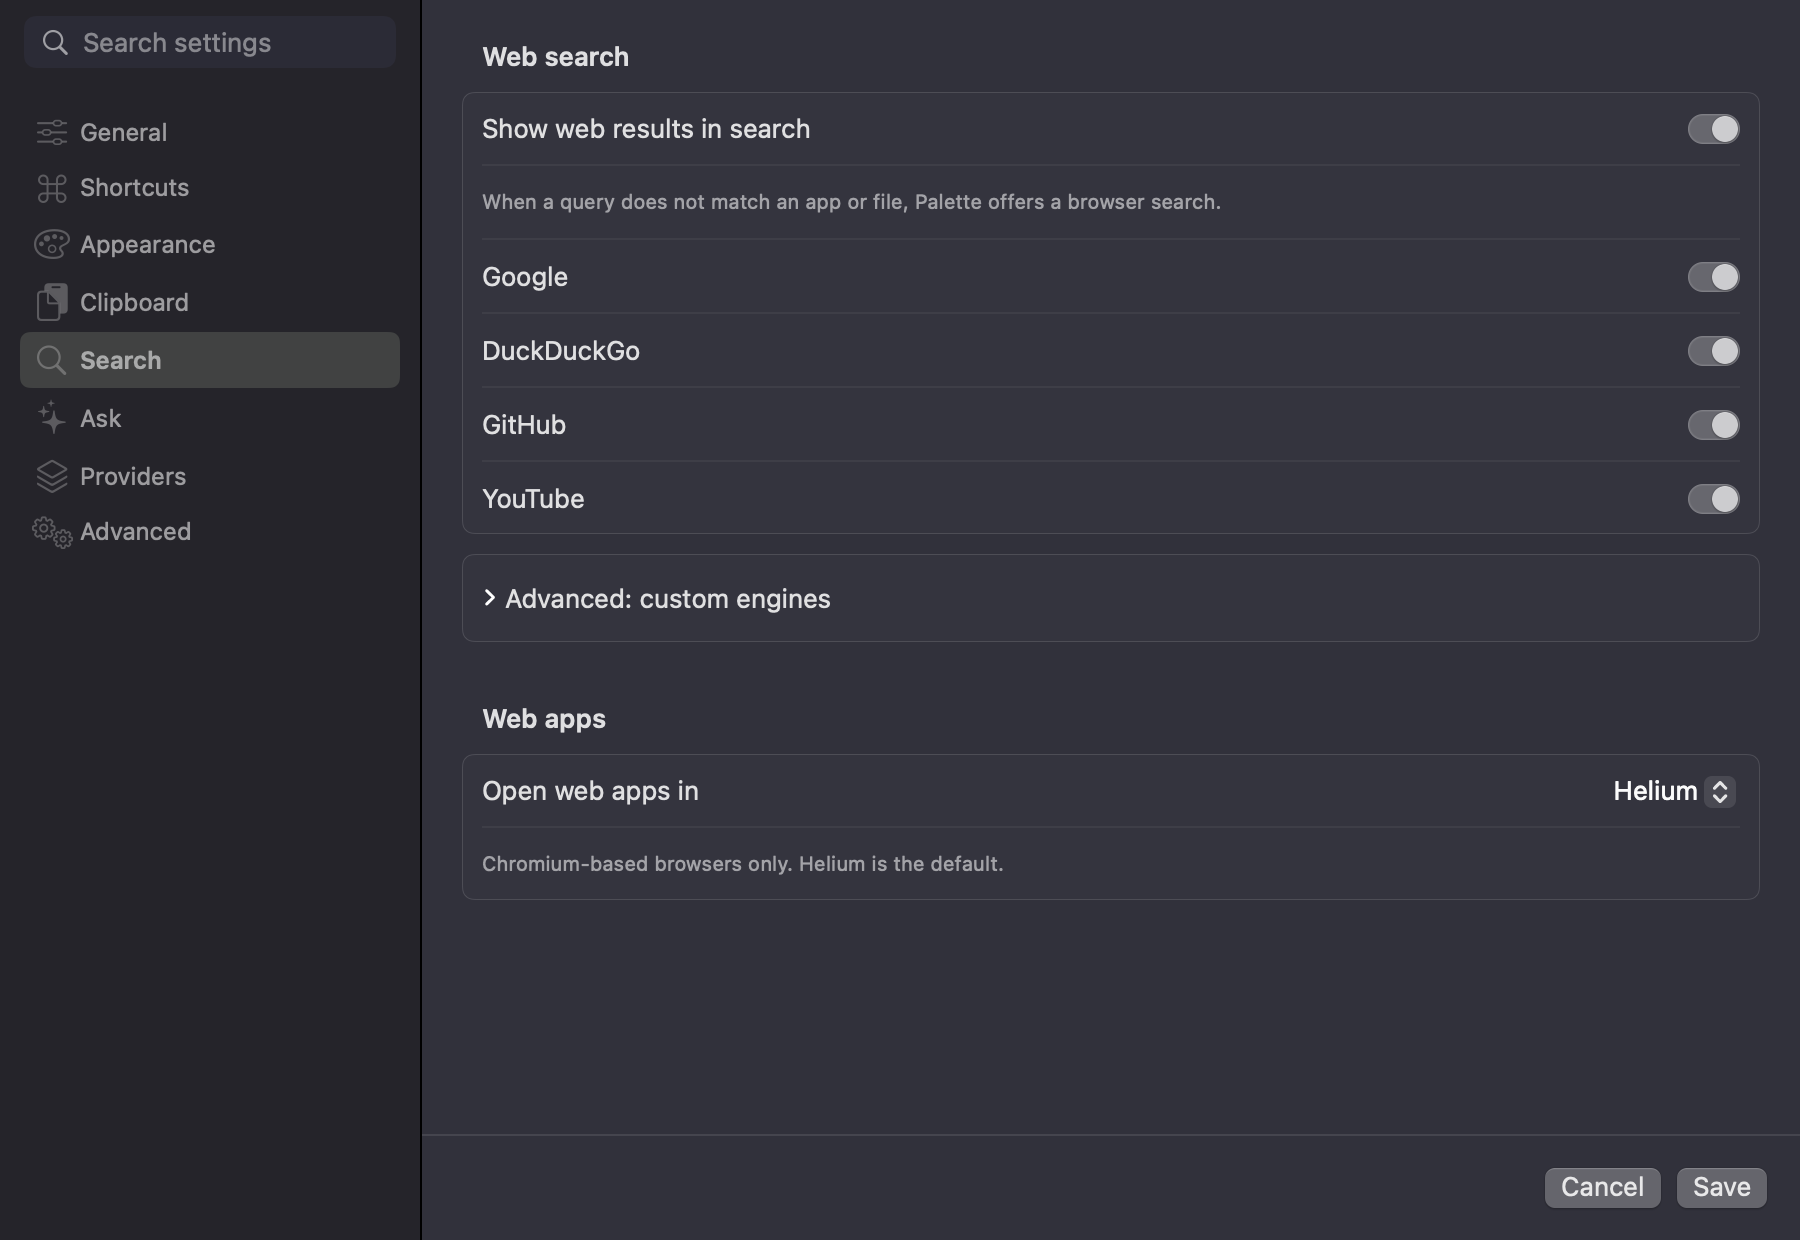 Search settings
General
Shortcuts
Appearance
Clipboard
Search
Ask
Providers
Advanced
Web search
Show web results in search
When a query does not match an app or file, Palette offers a browser search.
Google
DuckDuckGo
GitHub
YouTube
Advanced: custom engines
Web apps
Open web apps in
Helium
Chromium-based browsers only. Helium is the default.
Cancel
Save